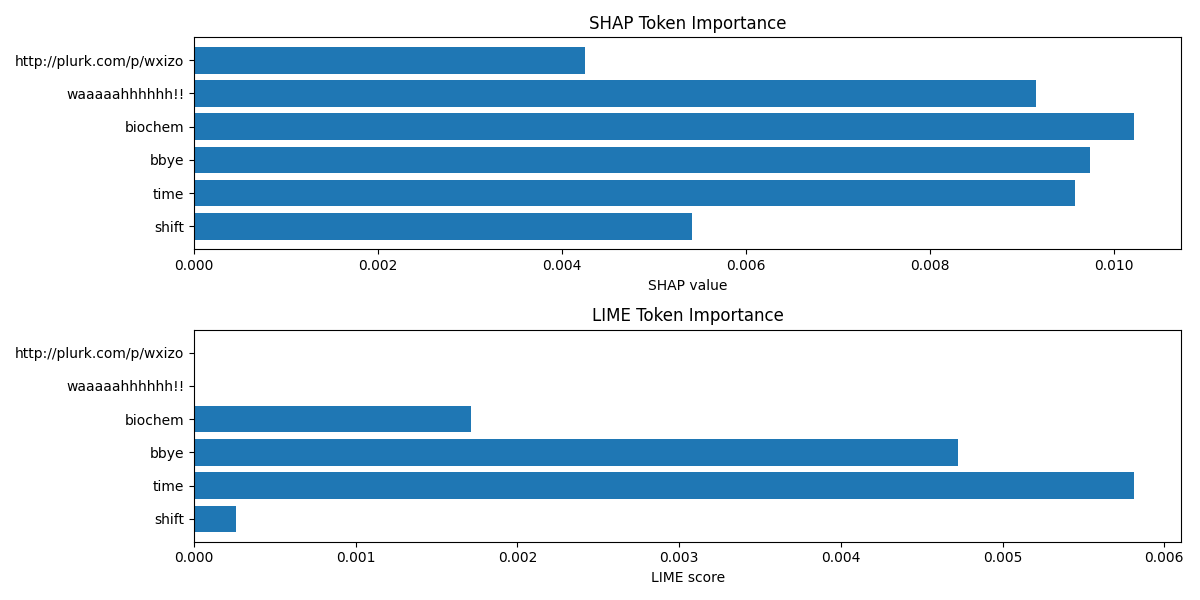 SHAP Token Importance
http://plurk.com/p/wxizo
waaaaahhhhhh!!
biochem
bbye
time
shift
0.000 0.002 0.004 0.006 0.008 0.010
SHAP value
LIME Token Importance
http://plurk.com/p/wxizo
waaaaahhhhhh!!
biochem
bbye
time
shift
0.000 0.001 0.002 0.003 0.004 0.005 0.006
LIME score